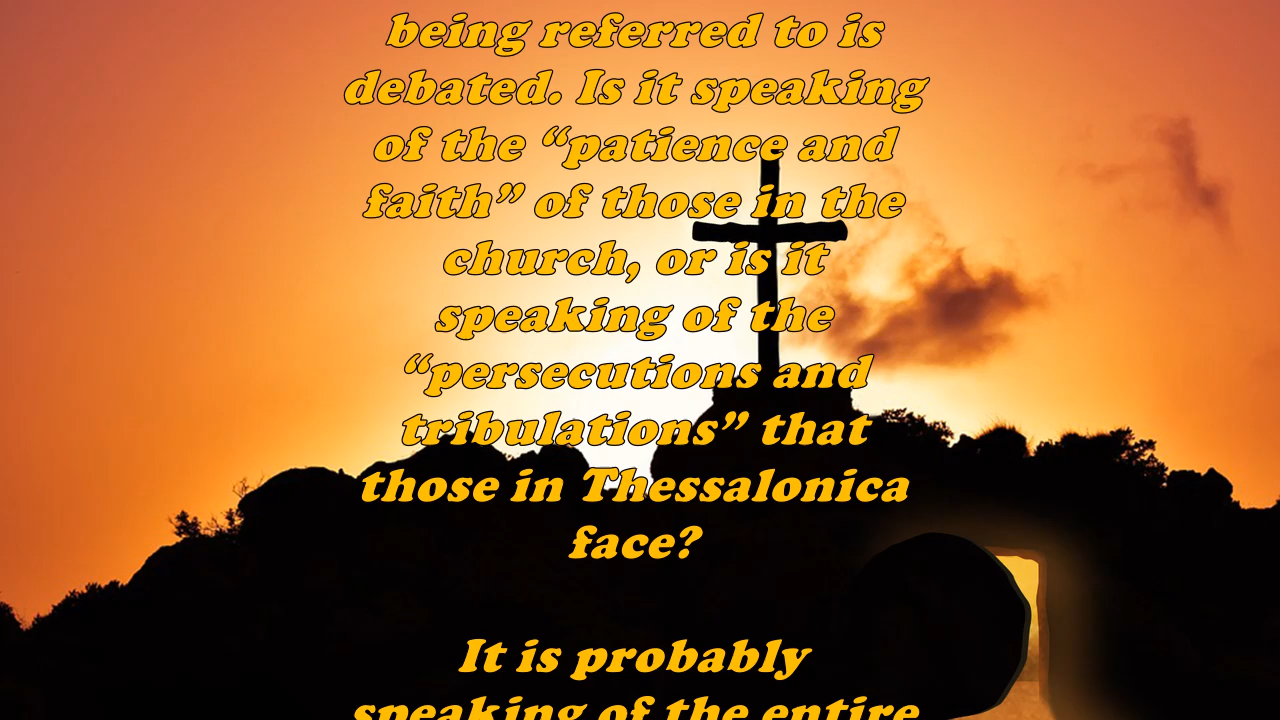 being referred to is
debated. Is it speaking
of the “patience and
faith” of those in the
church, or is it
speaking of the
“persecutions and
tribulations” that
those in Thessalonica
face?
It is probably
speaking of the entire